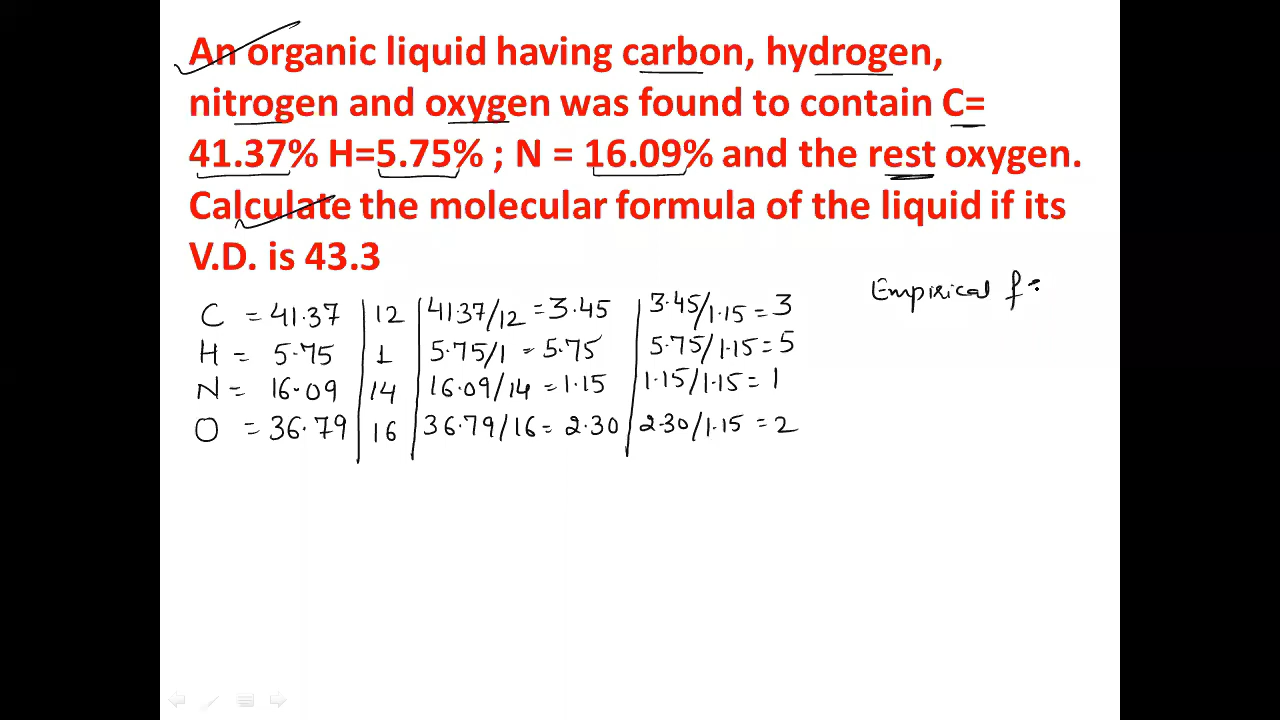 An organic liquid having carbon, hydrogen,
nitrogen and oxygen was found to contain C=
41.37% H=5.75% ; N = 16.09% and the rest oxygen.
Calculate the molecular formula of the liquid if its
V.D. is 43.3
Empirical f:
C = 41.37 | 12 | 41.37/12 = 3.45 | 3.45/1.15 = 3
H = 5.75 | 1 | 5.75/1 = 5.75 | 5.75/1.15 = 5
N = 16.09 | 14 | 16.09/14 = 1.15 | 1.15/1.15 = 1
O = 36.79 | 16 | 36.79/16 = 2.30 | 2.30/1.15 = 2